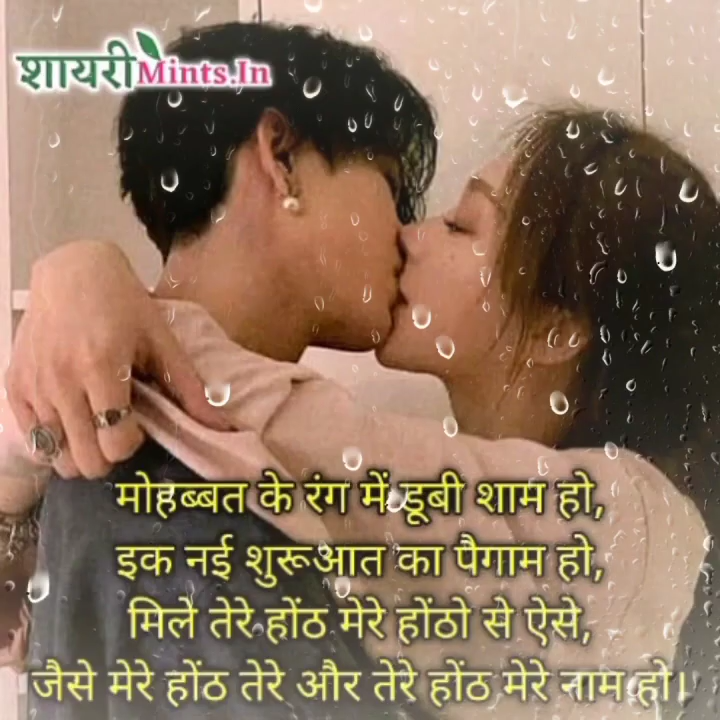 शायरीMints.In
मोहब्बत के रंग में डूबी शाम हो,
इक नई शुरूआत का पैगाम हो,
मिलें तेरे होंठ मेरे होंठो से ऐसे,
जैसे मेरे होंठ तेरे और तेरे होंठ मेरे नाम हो।